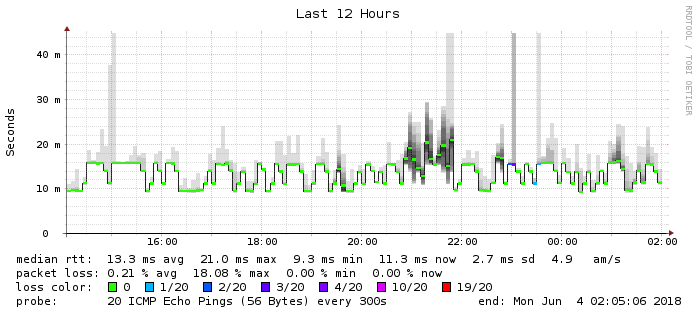 Last 12 Hours
RRDTOOL / TOBI OETIKER
Seconds
40 m
30 m
20 m
10 m
0
16:00 18:00 20:00 22:00 00:00 02:00
median rtt: 13.3 ms avg 21.0 ms max 9.3 ms min 11.3 ms now 2.7 ms sd 4.9 am/s
packet loss: 0.21 % avg 18.08 % max 0.00 % min 0.00 % now
loss color: 0 1/20 2/20 3/20 4/20 10/20 19/20
probe: 20 ICMP Echo Pings (56 Bytes) every 300s end: Mon Jun 4 02:05:06 2018